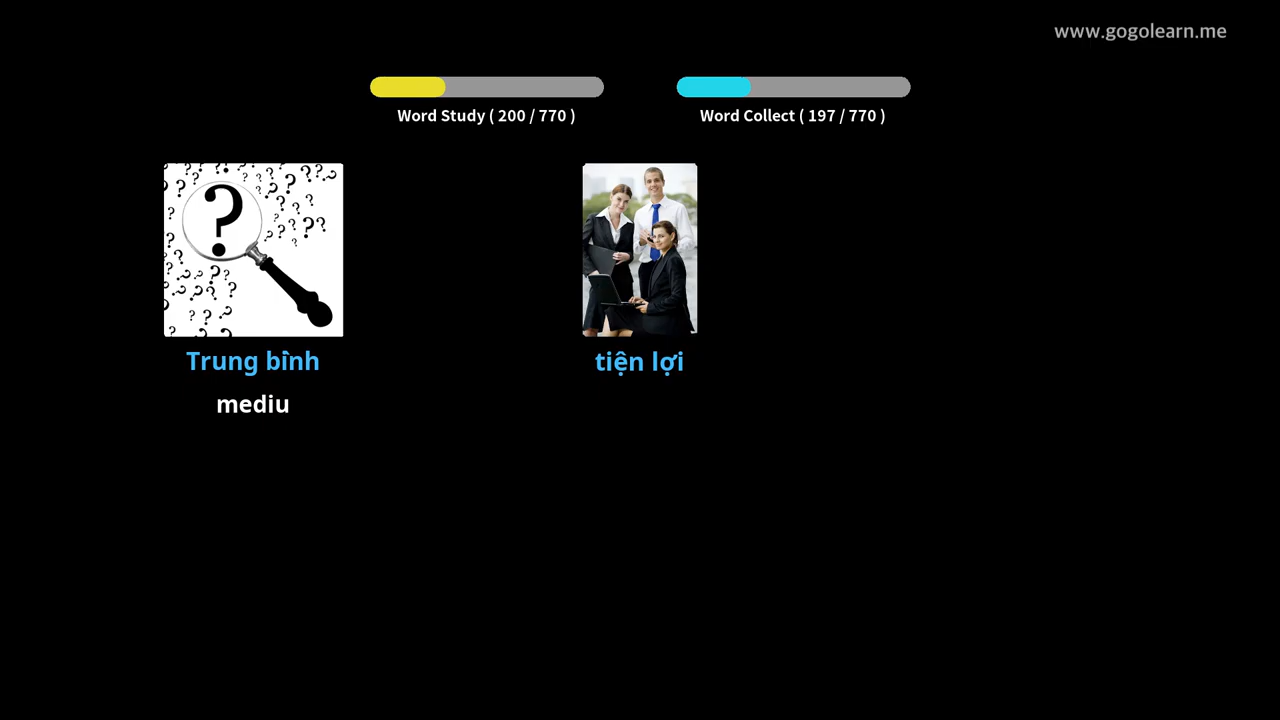 www.gogolearn.me
Word Study ( 200 / 770 )
Word Collect ( 197 / 770 )
Trung bình
tiện lợi
mediu